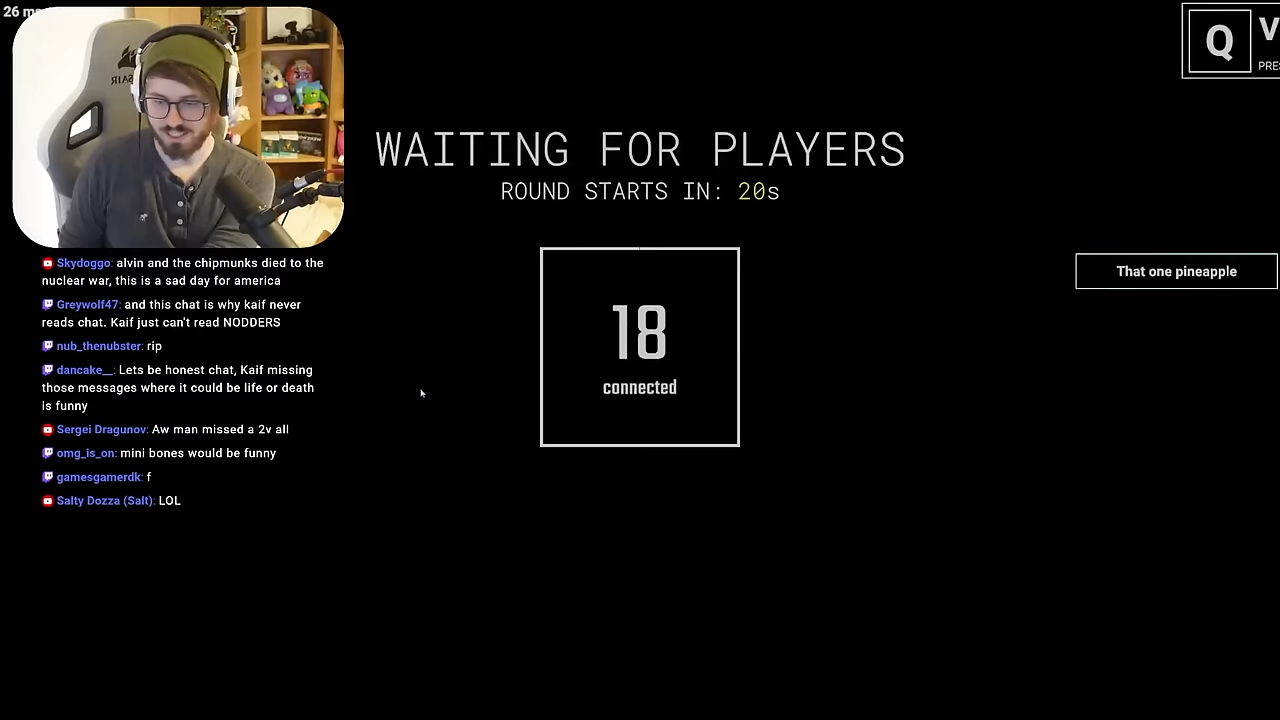 26 m
WAITING FOR PLAYERS
ROUND STARTS IN: 20s
18
connected
Q
V
PRES
That one pineapple
Skydoggo: alvin and the chipmunks died to the
nuclear war, this is a sad day for america
Greywolf47: and this chat is why kaif never
reads chat. Kaif just can't read NODDERS
nub_thenubster: rip
dancake__: Lets be honest chat, Kaif missing
those messages where it could be life or death
is funny
Sergei Dragunov: Aw man missed a 2v all
omg_is_on: mini bones would be funny
gamesgamerdk: f
Salty Dozza (Salt): LOL